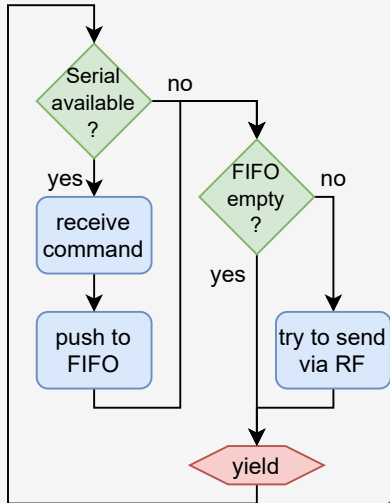 Serial
available
?
no
yes
receive
command
push to
FIFO
FIFO
empty
?
no
yes
try to send
via RF
yield